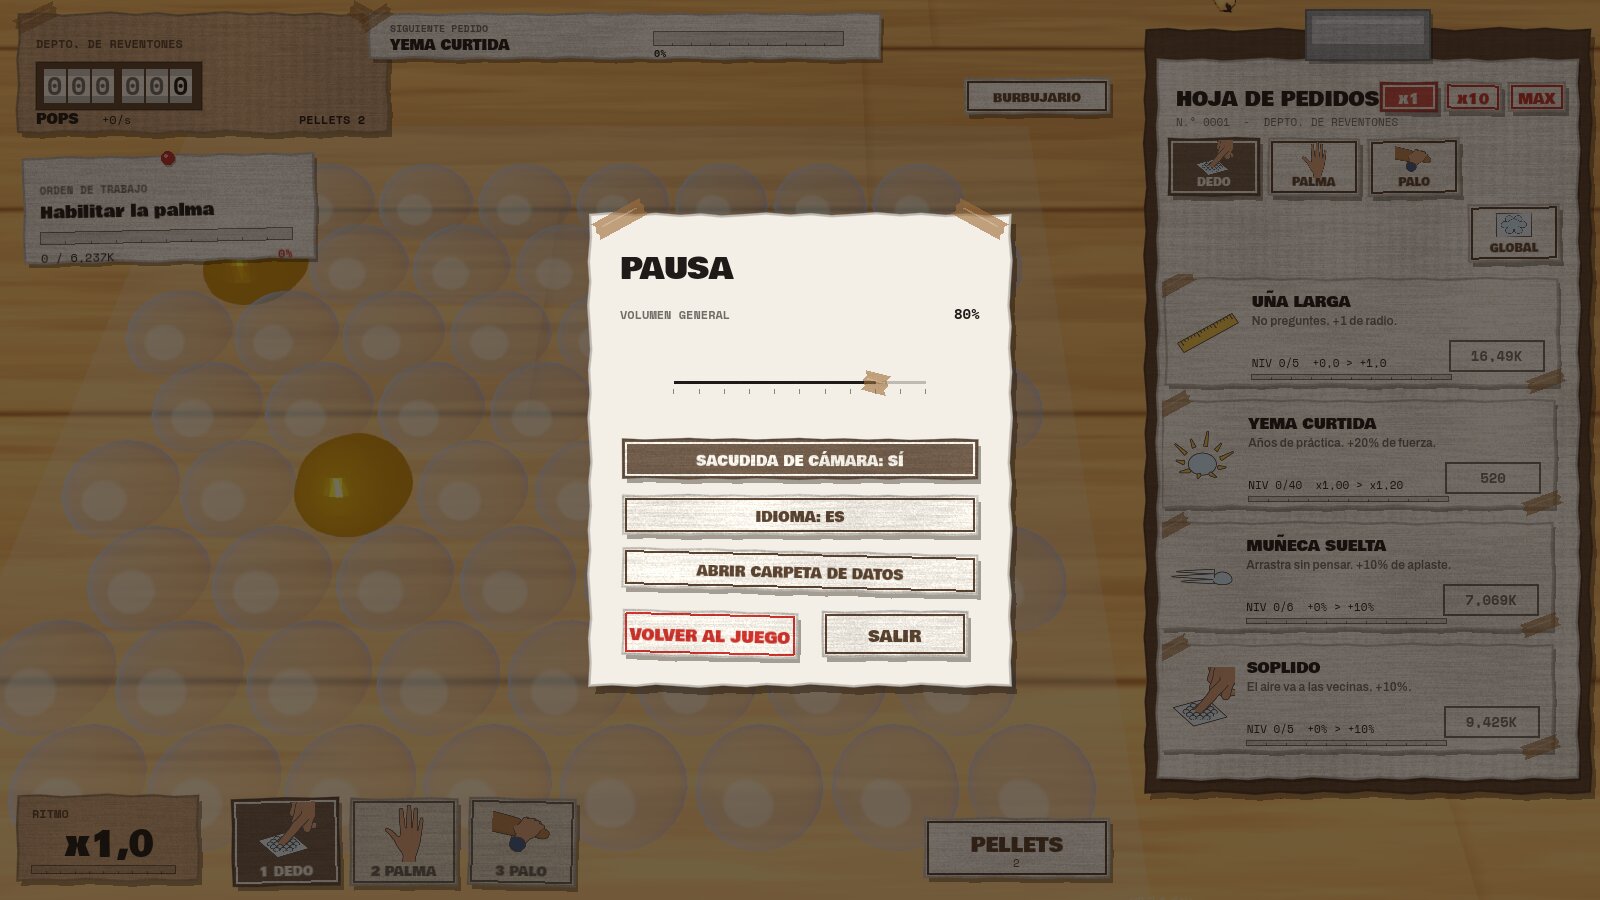 DEPTO. DE REVENTONES
000 000
POPS +0/s PELLETS 2
SIGUIENTE PEDIDO
YEMA CURTIDA
0%
BURBUJARIO
ORDEN DE TRABAJO
Habilitar la palma
0 / 6,237K 0%
PAUSA
VOLUMEN GENERAL 80%
SACUDIDA DE CÁMARA: SÍ
IDIOMA: ES
ABRIR CARPETA DE DATOS
VOLVER AL JUEGO SALIR
HOJA DE PEDIDOS x1 x10 MAX
N.° 0001 - DEPTO. DE REVENTONES
DEDO PALMA PALO
GLOBAL
UÑA LARGA
No preguntes. +1 de radio.
NIV 0/5 +0,0 > +1,0 16,49K
YEMA CURTIDA
Años de práctica. +20% de fuerza.
NIV 0/40 x1,00 > x1,20 520
MUÑECA SUELTA
Arrastra sin pensar. +10% de aplaste.
NIV 0/6 +0% > +10% 7,069K
SOPLIDO
El aire va a las vecinas. +10%.
NIV 0/5 +0% > +10% 9,425K
RITMO
x1,0
1 DEDO 2 PALMA 3 PALO
PELLETS
2